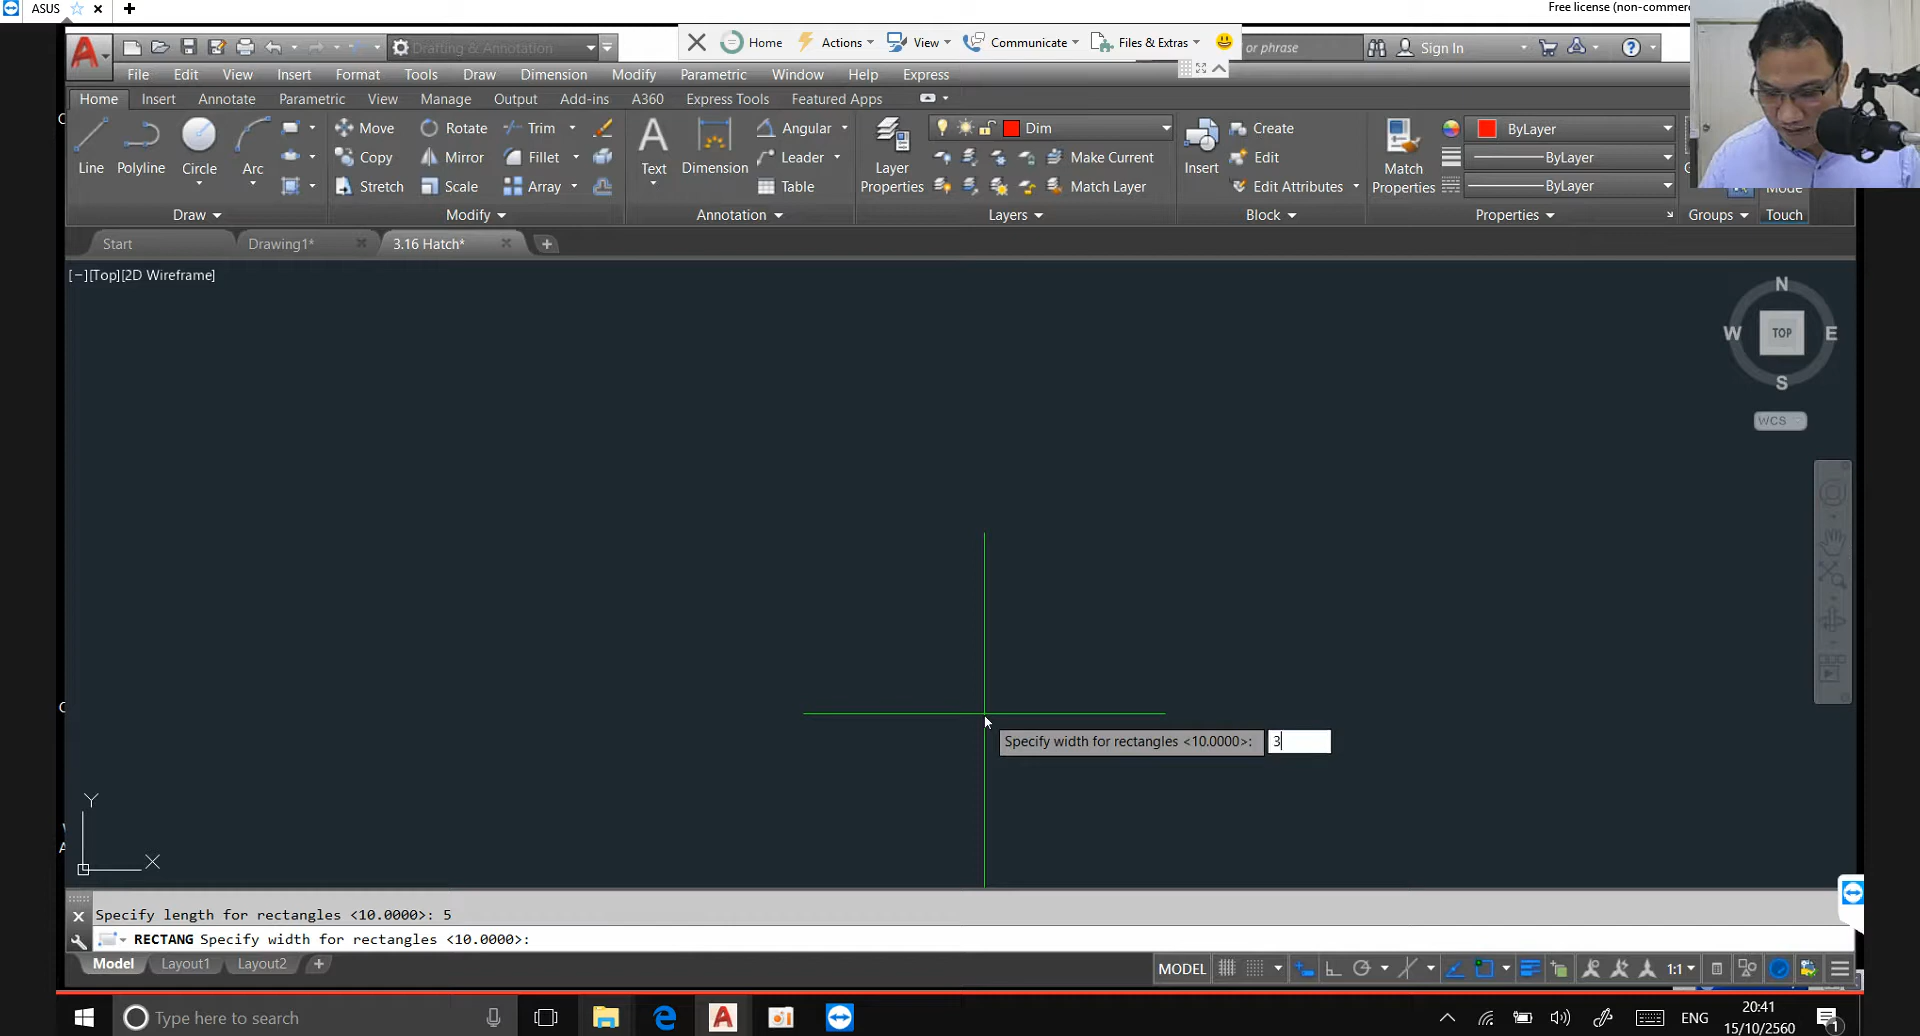 ASUS
Free license (non-commerc
Drafting & Annotation
Home
Actions
View
Communicate
Files & Extras
or phrase
Sign In
File Edit View Insert Format Tools Draw Dimension Modify Parametric Window Help Express
Home Insert Annotate Parametric View Manage Output Add-ins A360 Express Tools Featured Apps
Line
Polyline
Circle
Arc
Move
Copy
Stretch
Rotate
Mirror
Scale
Trim
Fillet
Array
Text
Dimension
Angular
Leader
Table
Layer
Properties
Dim
Make Current
Match Layer
Insert
Create
Edit
Edit Attributes
Match
Properties
ByLayer
ByLayer
ByLayer
Mode
Draw
Modify
Annotation
Layers
Block
Properties
Groups
Touch
Start
Drawing1*
3.16 Hatch*
[−][Top][2D Wireframe]
N
W
TOP
E
S
WCS
Specify width for rectangles <10.0000>: 3
Y
X
Specify length for rectangles <10.0000>: 5
RECTANG Specify width for rectangles <10.0000>:
Model Layout1 Layout2
MODEL
1:1
Type here to search
ENG
20:41
15/10/2560
1